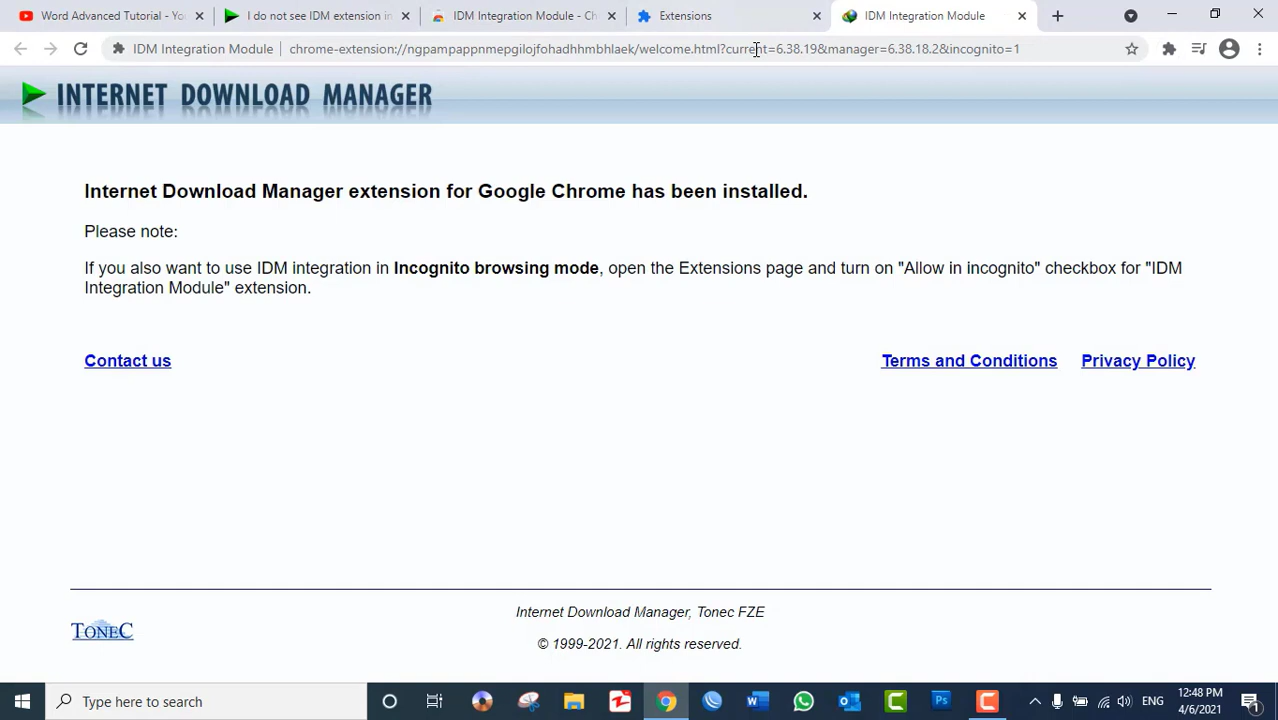 Word Advanced Tutorial - Yo
I do not see IDM extension in
IDM Integration Module - Ch
Extensions
IDM Integration Module
IDM Integration Module
chrome-extension://ngpampappnmepgilojfohadhhmbhlaek/welcome.html?current=6.38.19&manager=6.38.18.2&incognito=1
INTERNET DOWNLOAD MANAGER
Internet Download Manager extension for Google Chrome has been installed.
Please note:
If you also want to use IDM integration in Incognito browsing mode, open the Extensions page and turn on "Allow in incognito" checkbox for "IDM
Integration Module" extension.
Contact us
Terms and Conditions
Privacy Policy
Internet Download Manager, Tonec FZE
TONEC
© 1999-2021. All rights reserved.
Type here to search
ENG
12:48 PM
4/6/2021